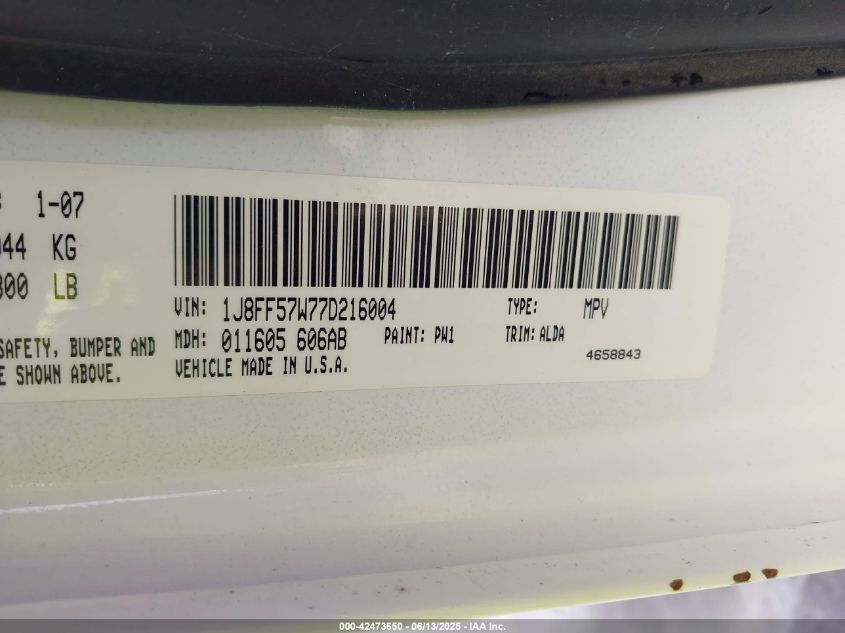 1-07
44 KG
300 LB
SAFETY, BUMPER AND
E SHOWN ABOVE.
VIN: 1J8FF57W77D216004 TYPE: MPV
MDH: 011605 606AB PAINT: PW1 TRIM: ALDA
4658843
VEHICLE MADE IN U.S.A.
000-42473650 - 06/13/2025 - IAA Inc.